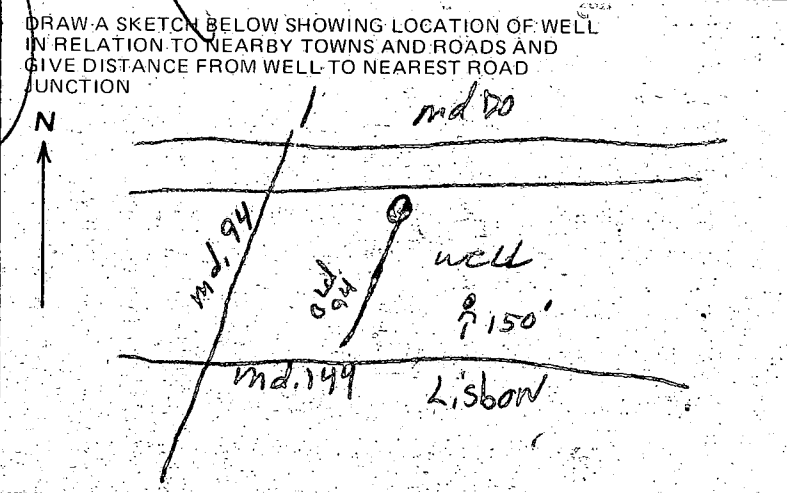 DRAW A SKETCH BELOW SHOWING LOCATION OF WELL
IN RELATION TO NEARBY TOWNS AND ROADS AND
GIVE DISTANCE FROM WELL TO NEAREST ROAD
JUNCTION
N
md
md. 94
old
94
well
150'
md. 144
Lisbon